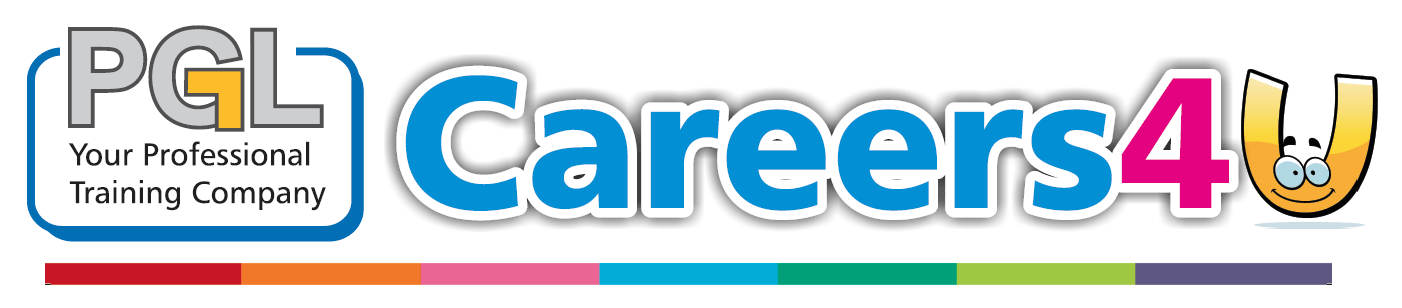 PGL
Your Professional
Training Company
Careers4U